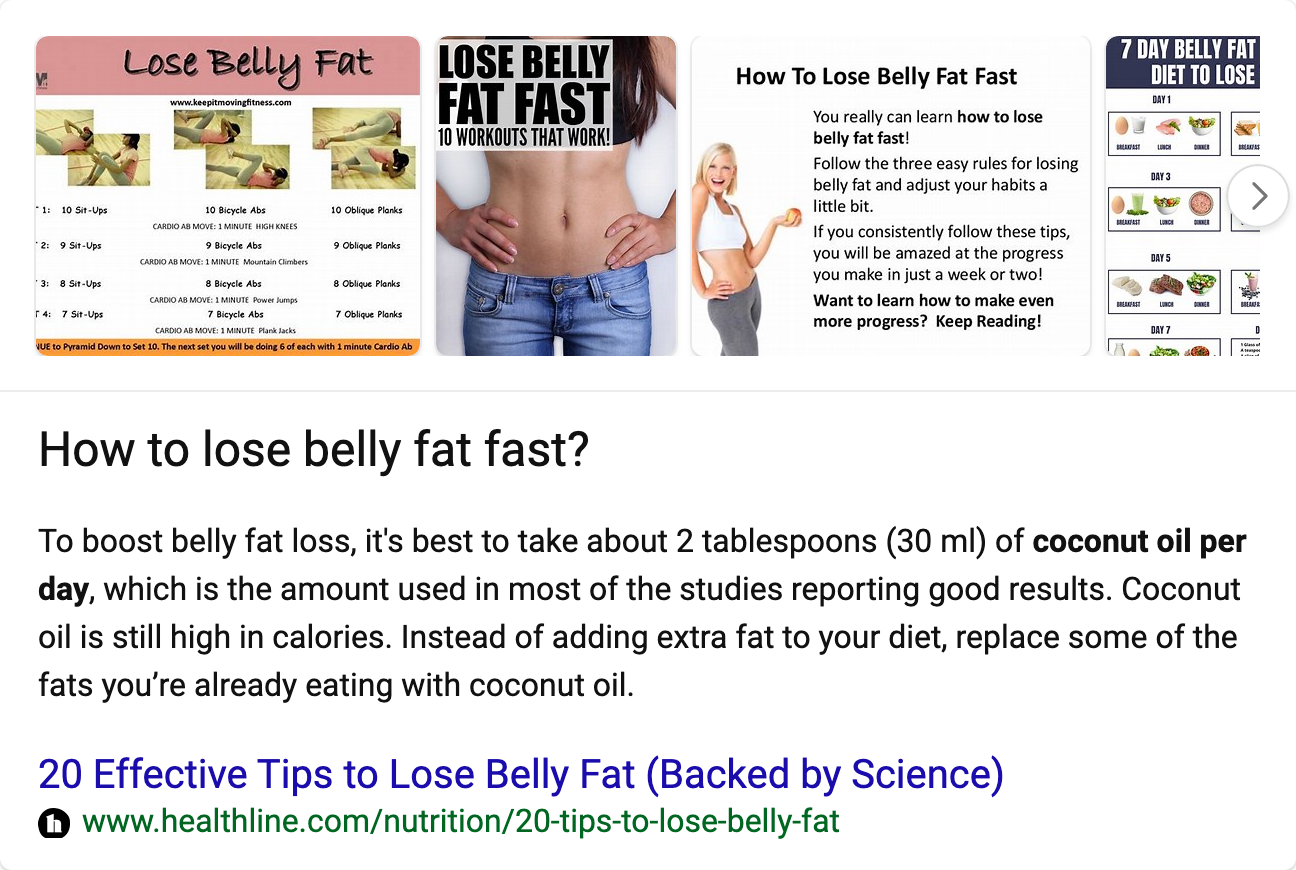 Lose Belly Fat
www.keepitmovingfitness.com
1: 10 Sit-Ups 10 Bicycle Abs 10 Oblique Planks
CARDIO AB MOVE: 1 MINUTE HIGH KNEES
2: 9 Sit-Ups 9 Bicycle Abs 9 Oblique Planks
CARDIO AB MOVE: 1 MINUTE Mountain Climbers
3: 8 Sit-Ups 8 Bicycle Abs 8 Oblique Planks
CARDIO AB MOVE: 1 MINUTE Power Jumps
4: 7 Sit-Ups 7 Bicycle Abs 7 Oblique Planks
CARDIO AB MOVE: 1 MINUTE Plank Jacks
to Pyramid Down to Set 10. The next set you will be doing 6 of each with 1 minute Cardio Ab
LOSE BELLY
FAT FAST
10 WORKOUTS THAT WORK!
How To Lose Belly Fat Fast
You really can learn how to lose
belly fat fast!
Follow the three easy rules for losing
belly fat and adjust your habits a
little bit.
If you consistently follow these tips,
you will be amazed at the progress
you make in just a week or two!
Want to learn how to make even
more progress? Keep Reading!
7 DAY BELLY FAT
DIET TO LOSE
DAY 1
BREAKFAST LUNCH DINNER
DAY 3
BREAKFAST LUNCH DINNER
DAY 5
BREAKFAST LUNCH DINNER
DAY 7
How to lose belly fat fast?
To boost belly fat loss, it's best to take about 2 tablespoons (30 ml) of coconut oil per
day, which is the amount used in most of the studies reporting good results. Coconut
oil is still high in calories. Instead of adding extra fat to your diet, replace some of the
fats you’re already eating with coconut oil.
20 Effective Tips to Lose Belly Fat (Backed by Science)
h www.healthline.com/nutrition/20-tips-to-lose-belly-fat